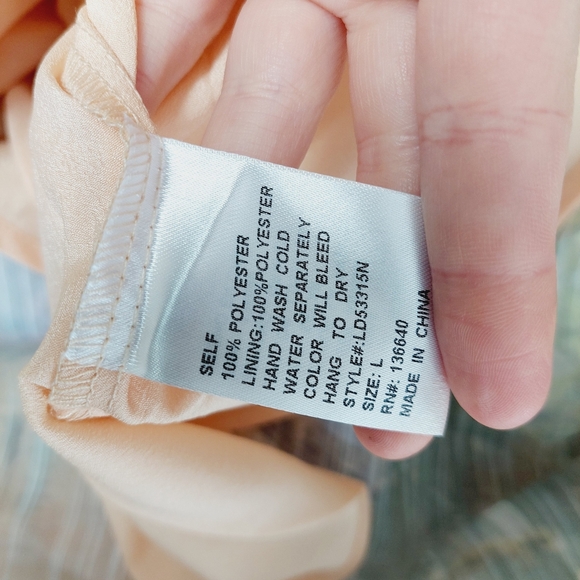 SELF
100% POLYESTER
LINING:100%POLYESTER
HAND WASH COLD
WATER SEPARATELY
COLOR WILL BLEED
HANG TO DRY
STYLE#:LD53315N
SIZE: L
RN#: 136640
MADE IN CHINA